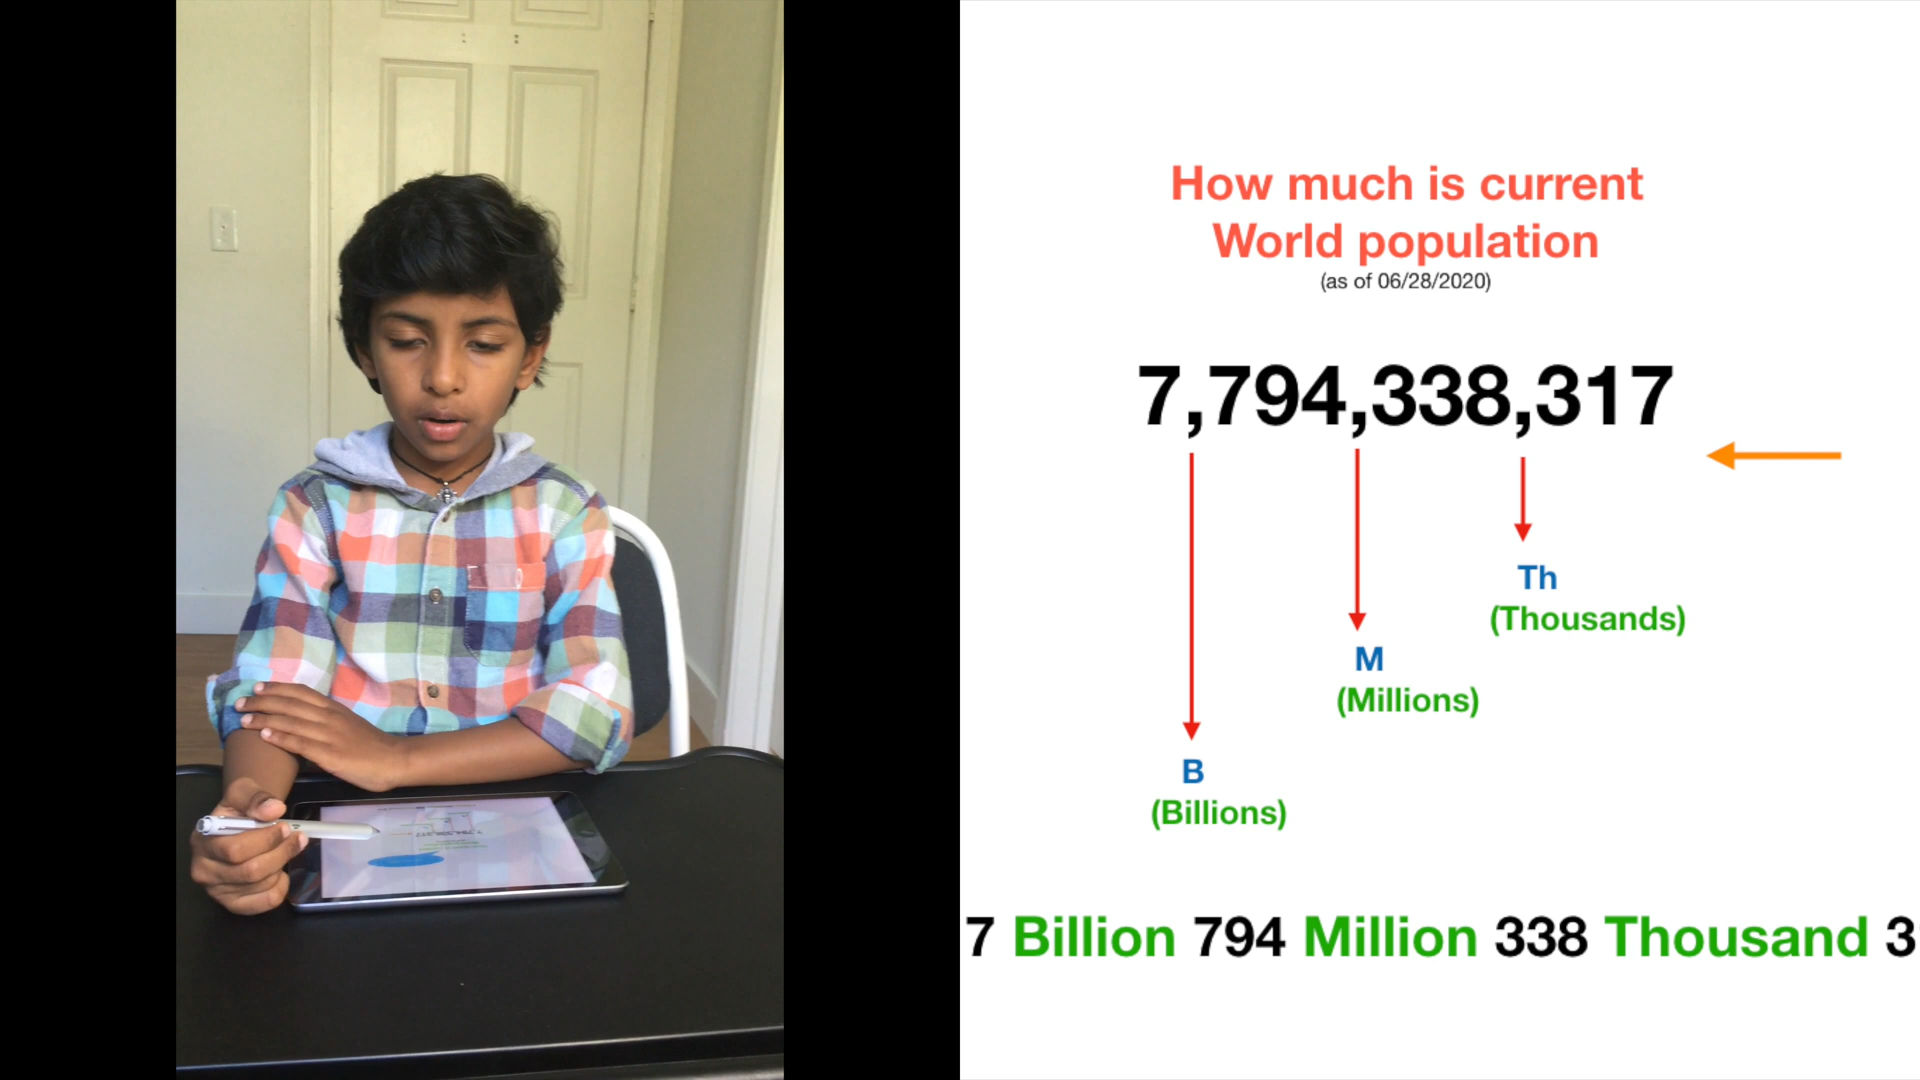 How much is current
World population
(as of 06/28/2020)
7,794,338,317
Th
(Thousands)
M
(Millions)
B
(Billions)
7 Billion 794 Million 338 Thousand 3